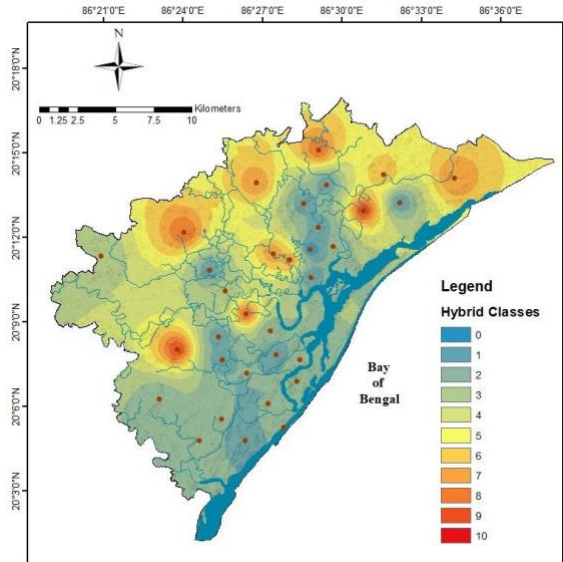 86°21'0"E 86°24'0"E 86°27'0"E 86°30'0"E 86°33'0"E 86°36'0"E
N
20°18'0"N
Kilometers
0 1.25 2.5 5 7.5 10
20°15'0"N
20°12'0"N
20°9'0"N
20°6'0"N
20°3'0"N
Bay
of
Bengal
Legend
Hybrid Classes
0
1
2
3
4
5
6
7
8
9
10